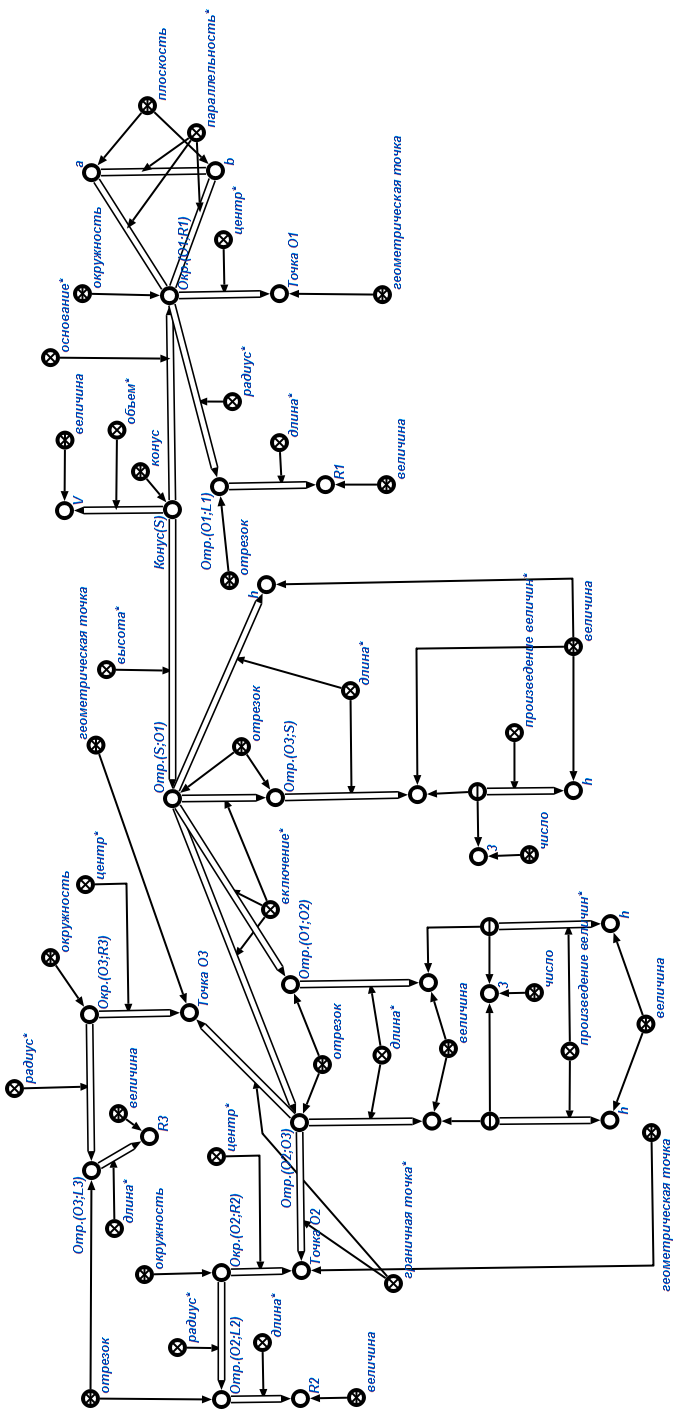 плоскость
параллельность*
a
b
окружность
Окр.(O1;R1)
центр*
Точка O1
геометрическая точка
основание*
величина
объем*
конус
V
Конус(S)
радиус*
длина*
Отр.(O1;L1)
R1
величина
отрезок
h
геометрическая точка
высота*
Отр.(S;O1)
отрезок
Отр.(O3;S)
длина*
произведение величин*
величина
h
3
число
окружность
центр*
Окр.(O3;R3)
Точка O3
включение*
Отр.(O1;O2)
отрезок
длина*
величина
3
число
произведение величин*
h
величина
h
радиус*
величина
R3
Отр.(O3;L3)
длина*
Отр.(O2;O3)
центр*
окружность
Окр.(O2;R2)
Точка O2
граничная точка*
геометрическая точка
отрезок
радиус*
Отр.(O2;L2)
длина*
R2
величина